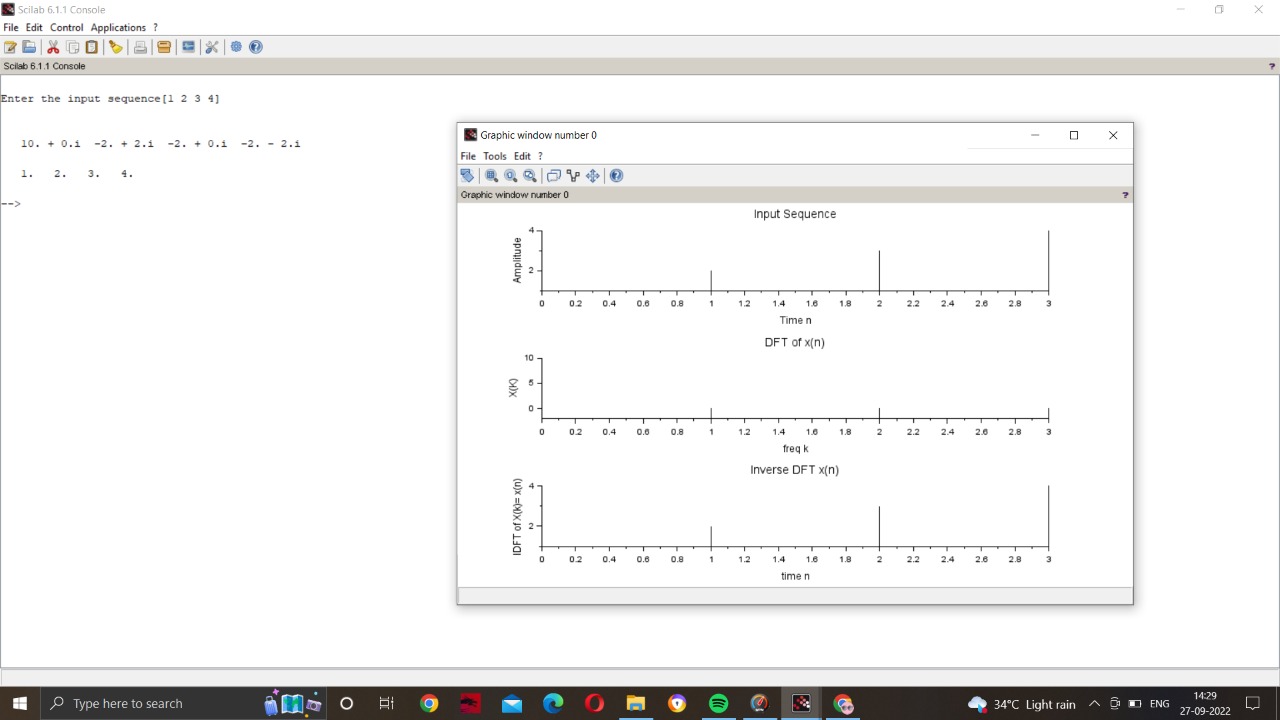 Scilab 6.1.1 Console
File Edit Control Applications ?
Scilab 6.1.1 Console ?
Enter the input sequence[1 2 3 4]
10. + 0.i -2. + 2.i -2. + 0.i -2. - 2.i
1. 2. 3. 4.
-->
Graphic window number 0
File Tools Edit ?
Graphic window number 0 ?
Input Sequence
Amplitude
4
2
0 0.2 0.4 0.6 0.8 1 1.2 1.4 1.6 1.8 2 2.2 2.4 2.6 2.8 3
Time n
DFT of x(n)
X(K)
10
5
0
0 0.2 0.4 0.6 0.8 1 1.2 1.4 1.6 1.8 2 2.2 2.4 2.6 2.8 3
freq k
Inverse DFT x(n)
IDFT of X(k)= x(n)
4
2
0 0.2 0.4 0.6 0.8 1 1.2 1.4 1.6 1.8 2 2.2 2.4 2.6 2.8 3
time n
Type here to search
34°C Light rain
ENG
14:29
27-09-2022